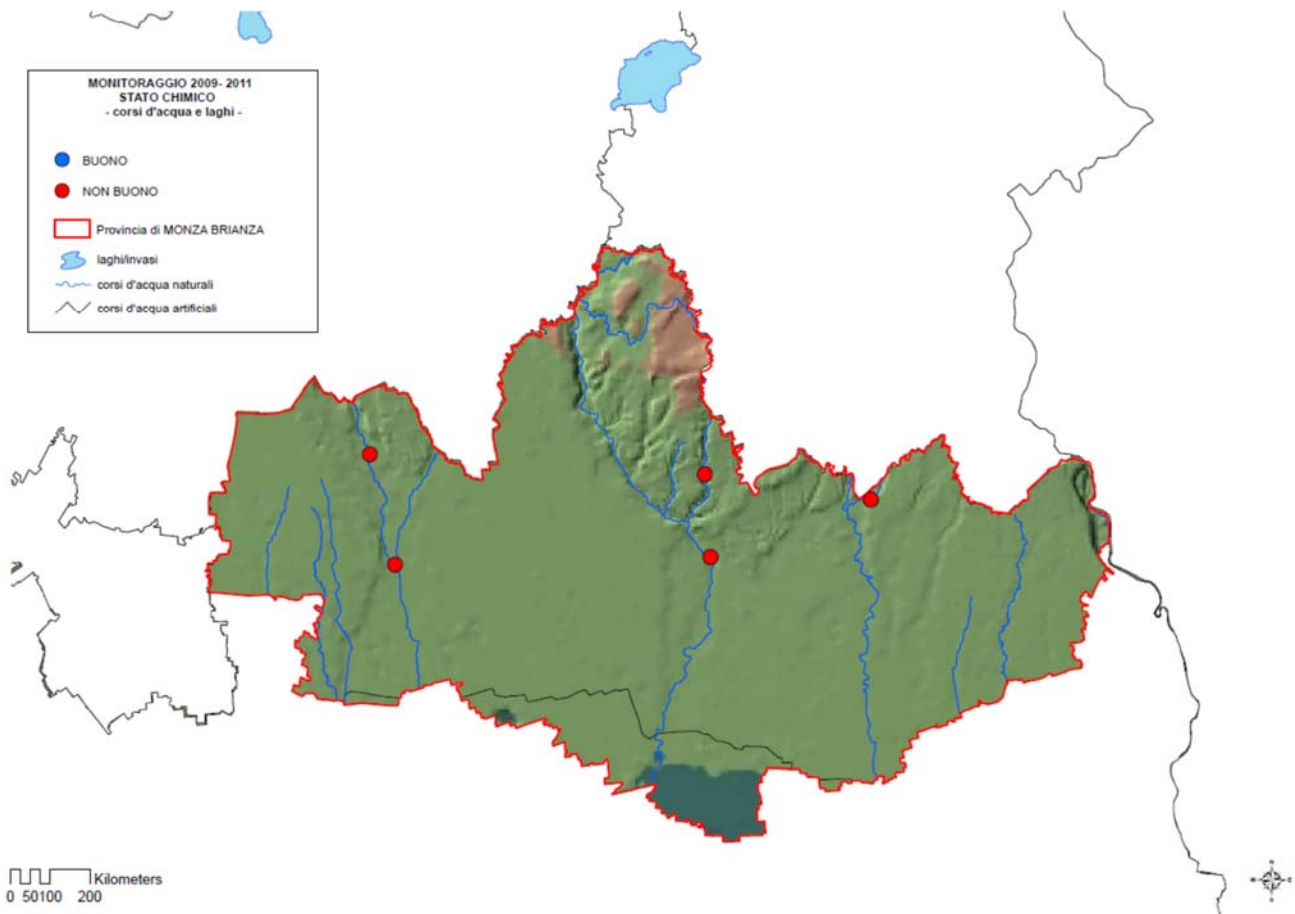 MONITORAGGIO 2009- 2011
STATO CHIMICO
- corsi d'acqua e laghi -
BUONO
NON BUONO
Provincia di MONZA BRIANZA
laghi/invasi
corsi d'acqua naturali
corsi d'acqua artificiali
Kilometers
0 50100 200
N
W E
S